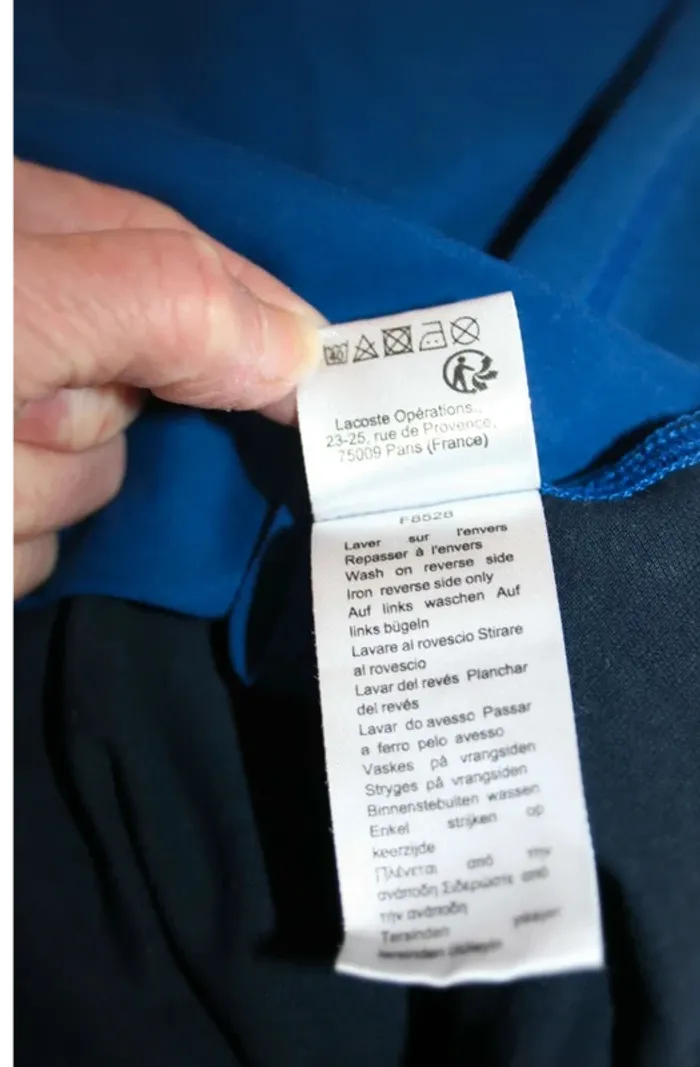 40
Lacoste Opérations.,
23-25, rue de Provence,
75009 Paris (France)
F8528
Laver sur l'envers
Repasser à l'envers
Wash on reverse side
Iron reverse side only
Auf links waschen Auf
links bügeln
Lavare al rovescio Stirare
al rovescio
Lavar del revés Planchar
del revés
Lavar do avesso Passar
a ferro pelo avesso
Vaskes på vrangsiden
Stryges på vrangsiden
Binnenstebuiten wassen
Enkel strijken op
keerzijde
Πλένεται από την
ανάποδη Σιδερώστε από
την ανάποδη
Tersinden
tersinden